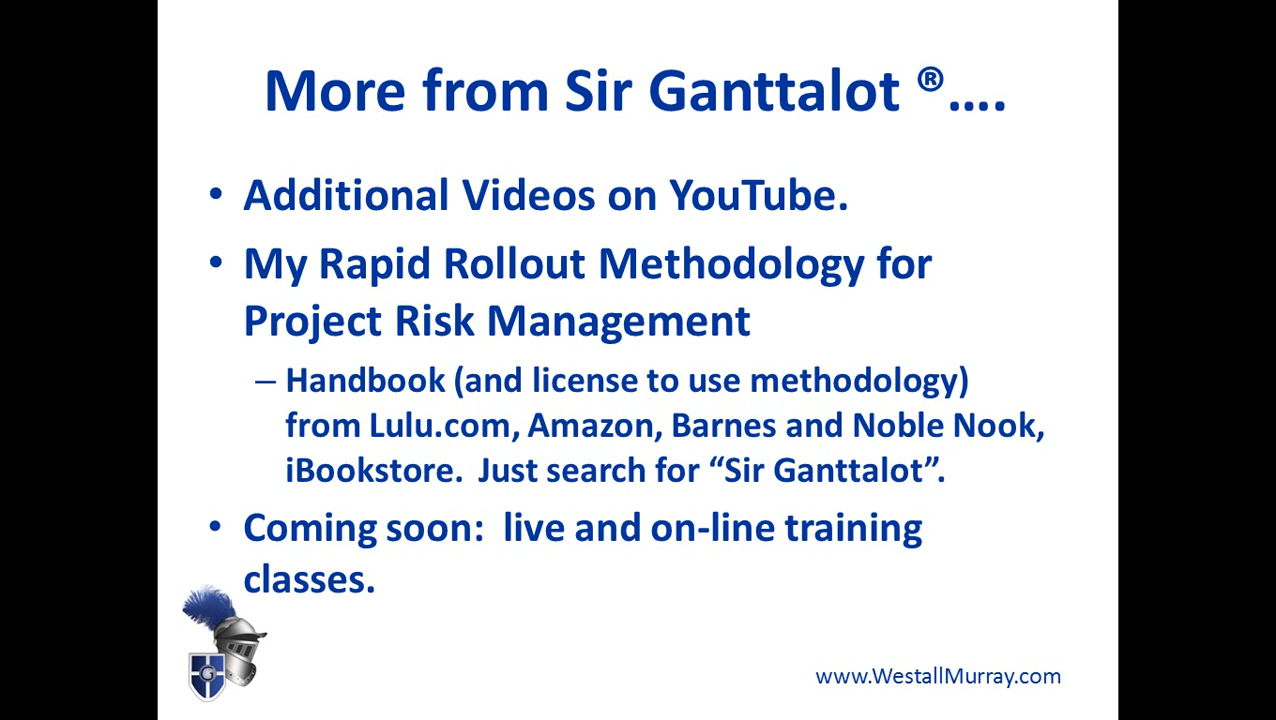 More from Sir Ganttalot ®….
• Additional Videos on YouTube.
• My Rapid Rollout Methodology for
Project Risk Management
– Handbook (and license to use methodology)
from Lulu.com, Amazon, Barnes and Noble Nook,
iBookstore.  Just search for “Sir Ganttalot”.
• Coming soon:  live and on-line training
classes.
G
www.WestallMurray.com